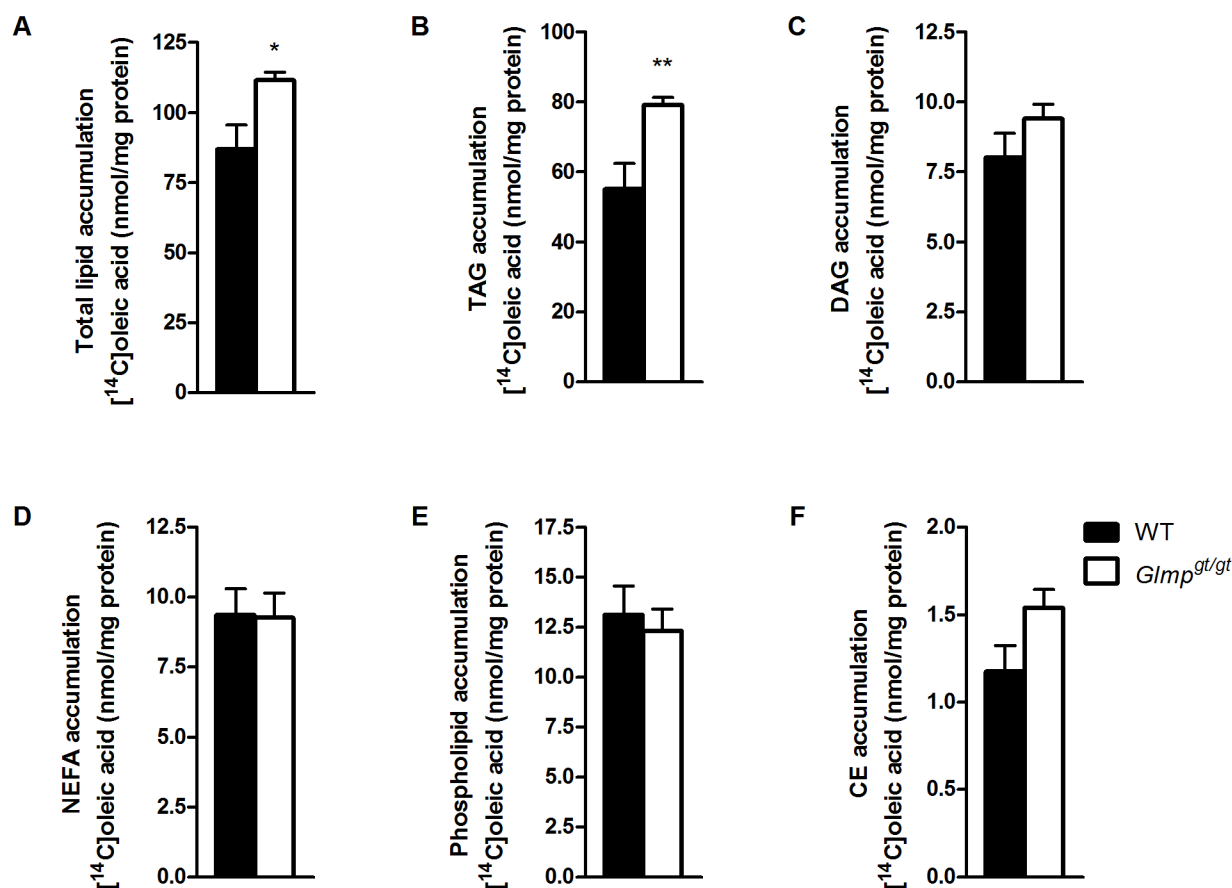 A
Total lipid accumulation
[¹⁴C]oleic acid (nmol/mg protein)
125
100
75
50
25
0
*
B
TAG accumulation
[¹⁴C]oleic acid (nmol/mg protein)
100
80
60
40
20
0
**
C
DAG accumulation
[¹⁴C]oleic acid (nmol/mg protein)
12.5
10.0
7.5
5.0
2.5
0.0
D
NEFA accumulation
[¹⁴C]oleic acid (nmol/mg protein)
12.5
10.0
7.5
5.0
2.5
0.0
E
Phospholipid accumulation
[¹⁴C]oleic acid (nmol/mg protein)
17.5
15.0
12.5
10.0
7.5
5.0
2.5
0.0
F
CE accumulation
[¹⁴C]oleic acid (nmol/mg protein)
2.0
1.5
1.0
0.5
0.0
WT
Glmp^gt/gt